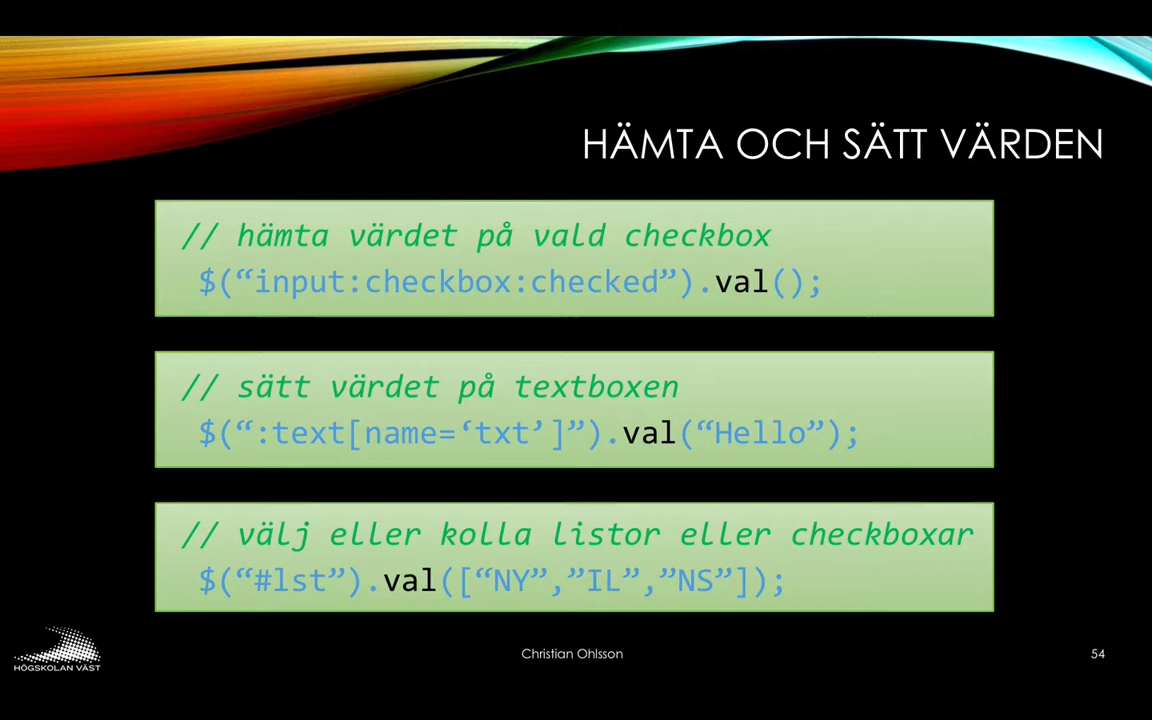 HÄMTA OCH SÄTT VÄRDEN
// hämta värdet på vald checkbox
$(“input:checkbox:checked”).val();
// sätt värdet på textboxen
$(“:text[name=‘txt’]”).val(“Hello”);
// välj eller kolla listor eller checkboxar
$(“#lst”).val([“NY”,”IL”,”NS”]);
HÖGSKOLAN VÄST
Christian Ohlsson
54